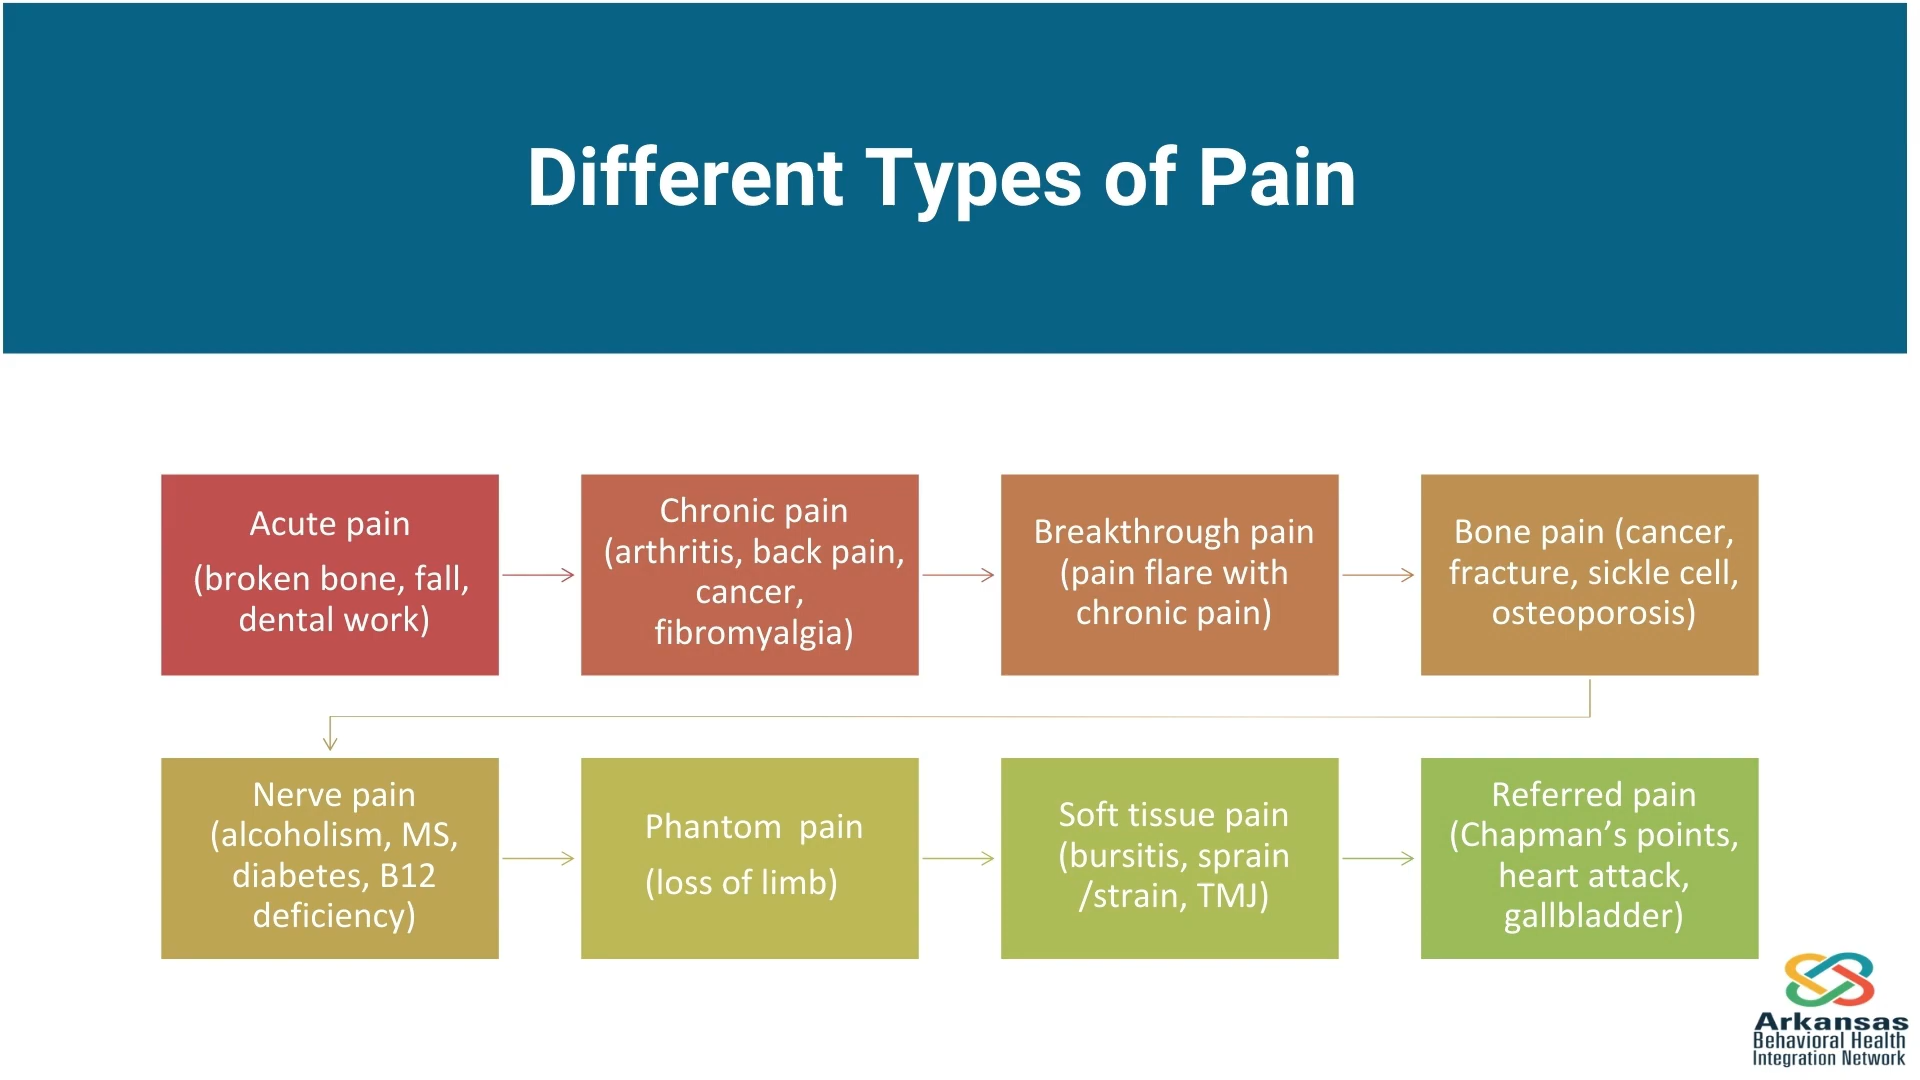 Different Types of Pain
Acute pain
(broken bone, fall,
dental work)
Chronic pain
(arthritis, back pain,
cancer,
fibromyalgia)
Breakthrough pain
(pain flare with
chronic pain)
Bone pain (cancer,
fracture, sickle cell,
osteoporosis)
Nerve pain
(alcoholism, MS,
diabetes, B12
deficiency)
Phantom  pain
(loss of limb)
Soft tissue pain
(bursitis, sprain
/strain, TMJ)
Referred pain
(Chapman’s points,
heart attack,
gallbladder)
Arkansas
Behavioral Health
Integration Network